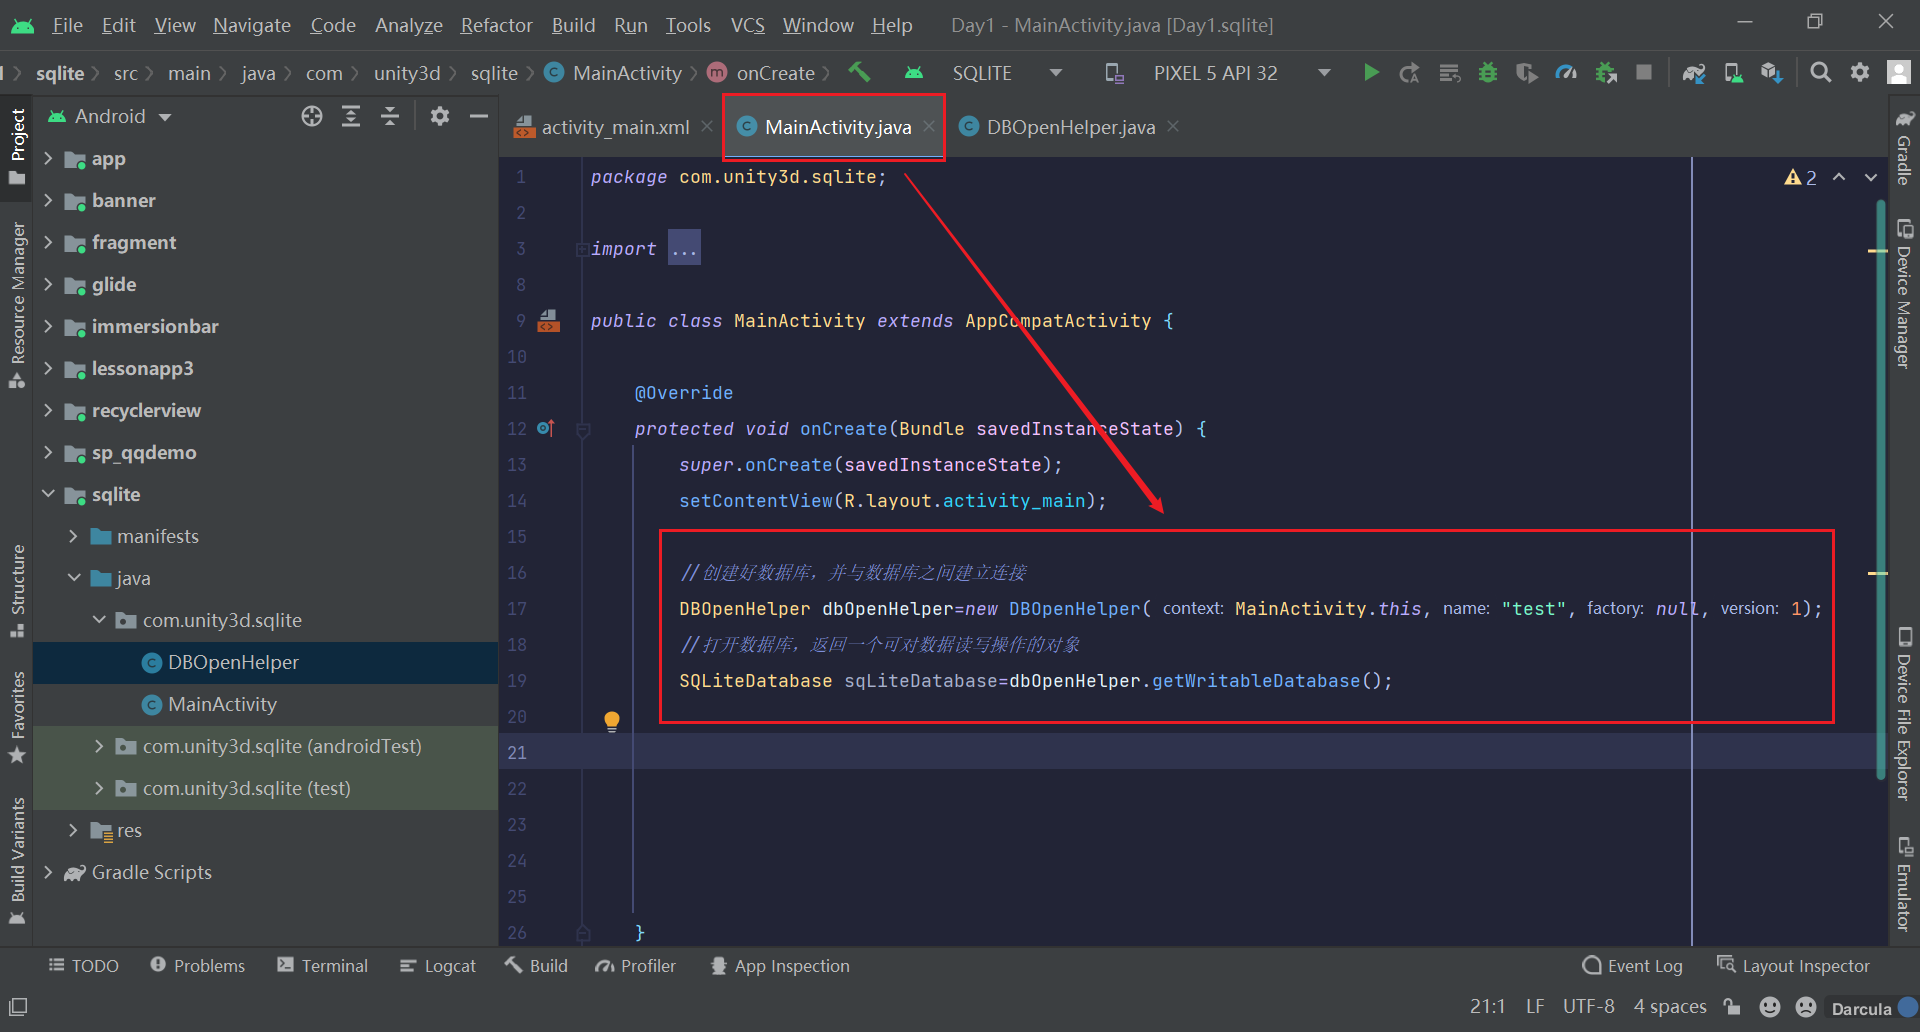 File Edit View Navigate Code Analyze Refactor Build Run Tools VCS Window Help Day1 - MainActivity.java [Day1.sqlite]
sqlite src main java com unity3d sqlite MainActivity onCreate SQLITE PIXEL 5 API 32
Android
app
banner
fragment
glide
immersionbar
lessonapp3
recyclerview
sp_qqdemo
sqlite
manifests
java
com.unity3d.sqlite
DBOpenHelper
MainActivity
com.unity3d.sqlite (androidTest)
com.unity3d.sqlite (test)
res
Gradle Scripts
Project
Resource Manager
Structure
Favorites
Build Variants
activity_main.xml MainActivity.java DBOpenHelper.java
2
1 package com.unity3d.sqlite;
2
3 import ...
8
9 public class MainActivity extends AppCompatActivity {
10
11 @Override
12 protected void onCreate(Bundle savedInstanceState) {
13 super.onCreate(savedInstanceState);
14 setContentView(R.layout.activity_main);
15
16 //创建好数据库，并与数据库之间建立连接
17 DBOpenHelper dbOpenHelper=new DBOpenHelper( context: MainActivity.this, name: "test", factory: null, version: 1);
18 //打开数据库，返回一个可对数据读写操作的对象
19 SQLiteDatabase sqLiteDatabase=dbOpenHelper.getWritableDatabase();
20
21
22
23
24
25
26 }
Gradle
Device Manager
Device File Explorer
Emulator
TODO Problems Terminal Logcat Build Profiler App Inspection Event Log Layout Inspector
21:1 LF UTF-8 4 spaces Darcula